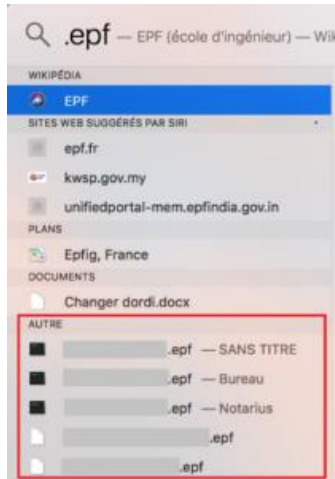 .epf — EPF (école d'ingénieur) — Wik
WIKIPÉDIA
EPF
SITES WEB SUGGÉRÉS PAR SIRI
epf.fr
kwsp.gov.my
unifiedportal-mem.epfindia.gov.in
PLANS
Epfig, France
DOCUMENTS
Changer dordi.docx
AUTRE
.epf — SANS TITRE
.epf — Bureau
.epf — Notarius
.epf
.epf